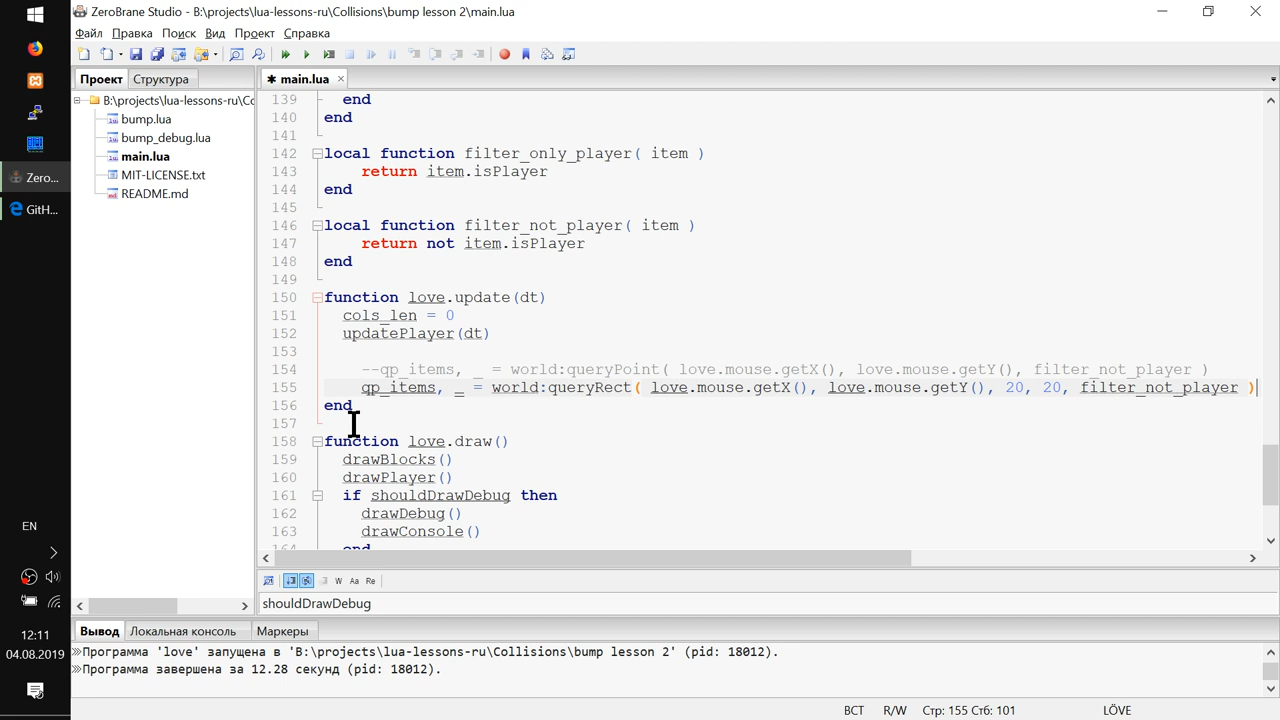 ZeroBrane Studio - B:\projects\lua-lessons-ru\Collisions\bump lesson 2\main.lua
Файл Правка Поиск Вид Проект Справка
Проект Структура
✱ main.lua
B:\projects\lua-lessons-ru\Cc
bump.lua
bump_debug.lua
main.lua
MIT-LICENSE.txt
README.md
Zero...
GitH...
139 end
140 end
141
142 local function filter_only_player( item )
143 return item.isPlayer
144 end
145
146 local function filter_not_player( item )
147 return not item.isPlayer
148 end
149
150 function love.update(dt)
151 cols_len = 0
152 updatePlayer(dt)
153
154 --qp_items, _ = world:queryPoint( love.mouse.getX(), love.mouse.getY(), filter_not_player )
155 qp_items, _ = world:queryRect( love.mouse.getX(), love.mouse.getY(), 20, 20, filter_not_player )
156 end
157
158 function love.draw()
159 drawBlocks()
160 drawPlayer()
161 if shouldDrawDebug then
162 drawDebug()
163 drawConsole()
164 end
W Aa Re
shouldDrawDebug
Вывод Локальная консоль Маркеры
Программа 'love' запущена в 'B:\projects\lua-lessons-ru\Collisions\bump lesson 2' (pid: 18012).
Программа завершена за 12.28 секунд (pid: 18012).
ВСТ R/W Стр: 155 Стб: 101 LÖVE
EN
12:11
04.08.2019